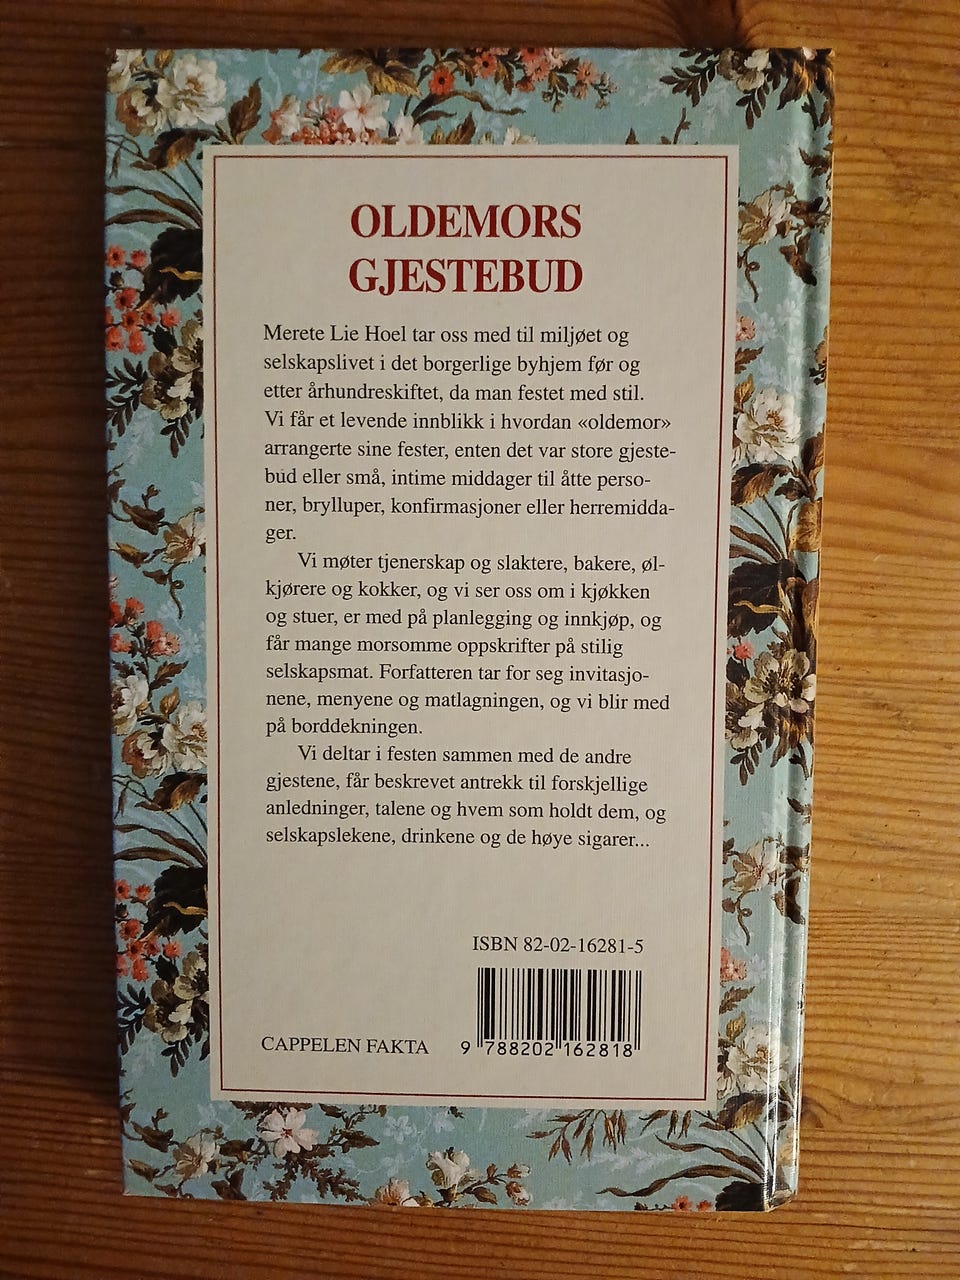 OLDEMORS
GJESTEBUD
Merete Lie Hoel tar oss med til miljøet og
selskapslivet i det borgerlige byhjem før og
etter århundreskiftet, da man festet med stil.
Vi får et levende innblikk i hvordan «oldemor»
arrangerte sine fester, enten det var store gjeste-
bud eller små, intime middager til åtte perso-
ner, brylluper, konfirmasjoner eller herremidda-
ger.
Vi møter tjenerskap og slaktere, bakere, øl-
kjørere og kokker, og vi ser oss om i kjøkken
og stuer, er med på planlegging og innkjøp, og
får mange morsomme oppskrifter på stilig
selskapsmat. Forfatteren tar for seg invitasjo-
nene, menyene og matlagningen, og vi blir med
på borddekningen.
Vi deltar i festen sammen med de andre
gjestene, får beskrevet antrekk til forskjellige
anledninger, talene og hvem som holdt dem, og
selskapslekene, drinkene og de høye sigarer...
ISBN 82-02-16281-5
CAPPELEN FAKTA
9 788202 162818